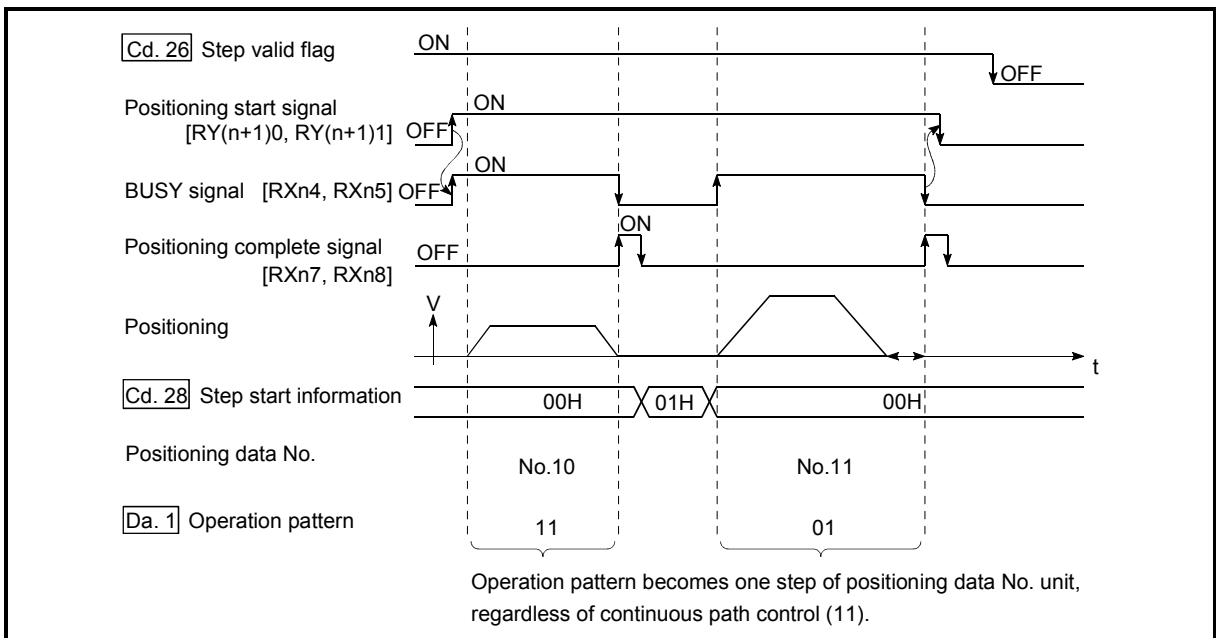 Cd. 26 Step valid flag
ON
OFF
Positioning start signal
[RY(n+1)0, RY(n+1)1]
OFF
ON
BUSY signal [RXn4, RXn5]
OFF
ON
Positioning complete signal
[RXn7, RXn8]
OFF
ON
Positioning
V
t
Cd. 28 Step start information
00H
01H
00H
Positioning data No.
No.10
No.11
Da. 1 Operation pattern
11
01
Operation pattern becomes one step of positioning data No. unit,
regardless of continuous path control (11).